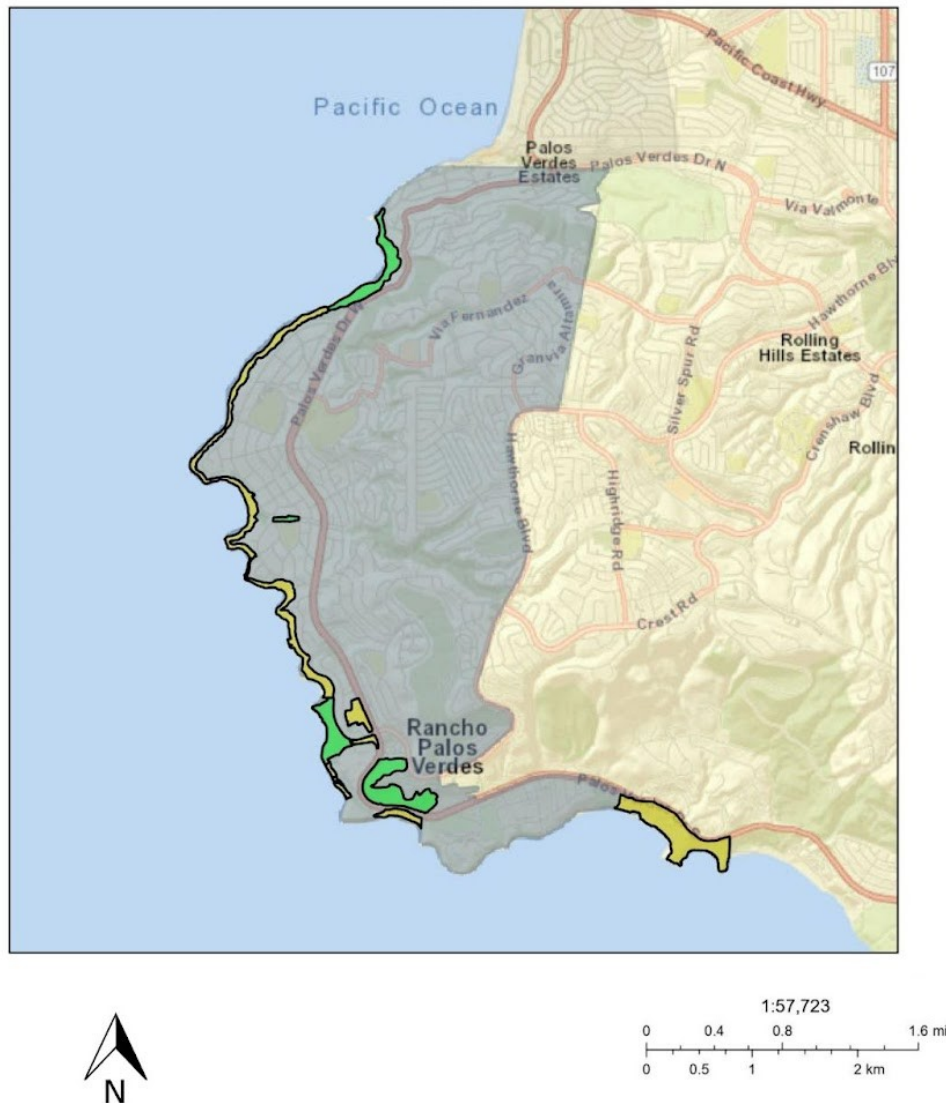 Pacific Ocean
Pacific Coast Hwy
107
Palos
Verdes
Estates
Palos Verdes Dr N
Via Valmonte
Hawthorne Blv
Via Fernandez
Granvia Altamira
Silver Spur Rd
Rolling
Hills Estates
Palos Verdes Dr W
Crenshaw Blvd
Rollin
Hawthorne Blvd
Highridge Rd
Crest Rd
Rancho
Palos
Verdes
Palos
1:57,723
0 0.4 0.8 1.6 mi
0 0.5 1 2 km
N